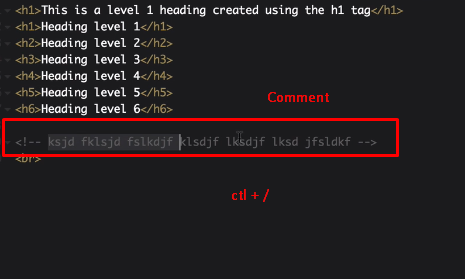 <h1>This is a level 1 heading created using the h1 tag</h1>
<h1>Heading level 1</h1>
<h2>Heading level 2</h2>
<h3>Heading level 3</h3>
<h4>Heading level 4</h4>
<h5>Heading level 5</h5>
<h6>Heading level 6</h6>
Comment
<!-- ksjd fklsjd fslkdjf klsdjf lksdjf lksd jfsldkf -->
<br>
ctl + /